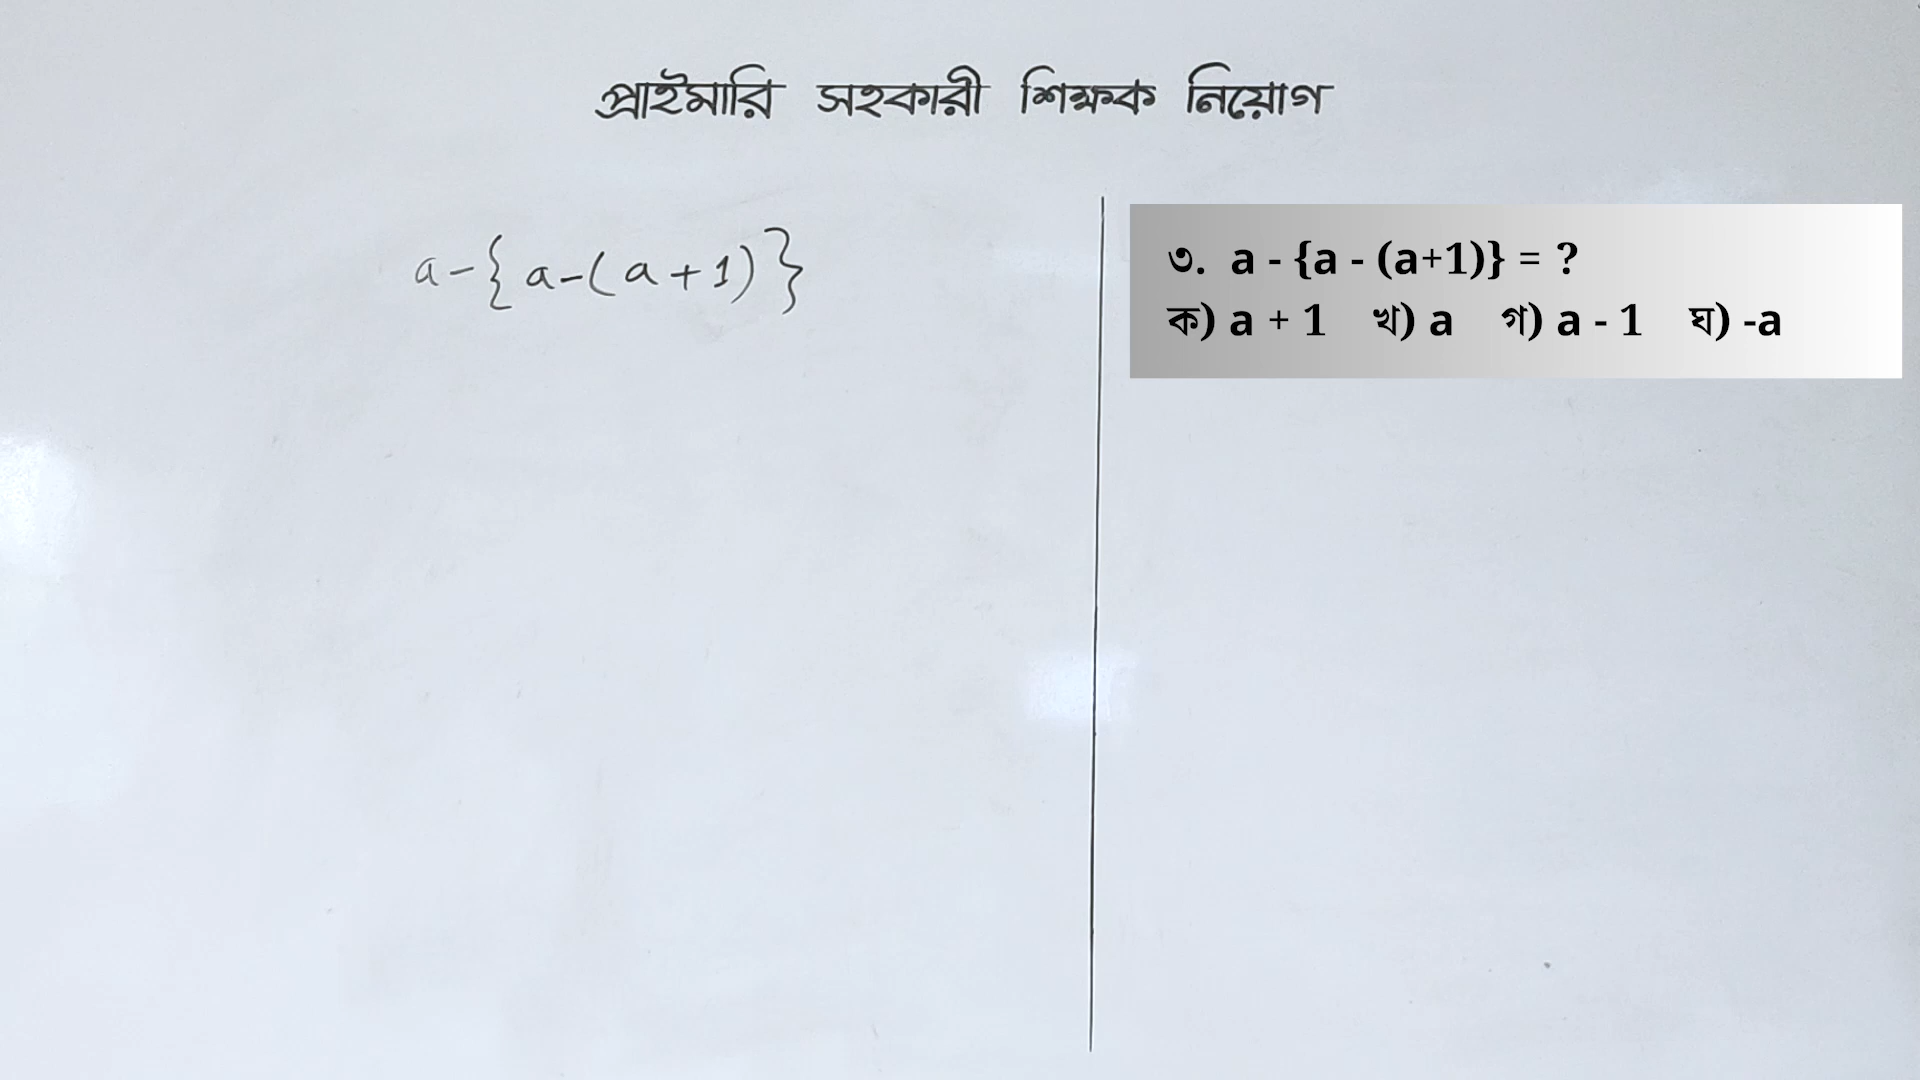 প্রাইমারি সহকারী শিক্ষক নিয়োগ
a-{a-(a+1)}
৩. a - {a - (a+1)} = ?
ক) a + 1 খ) a গ) a - 1 ঘ) -a